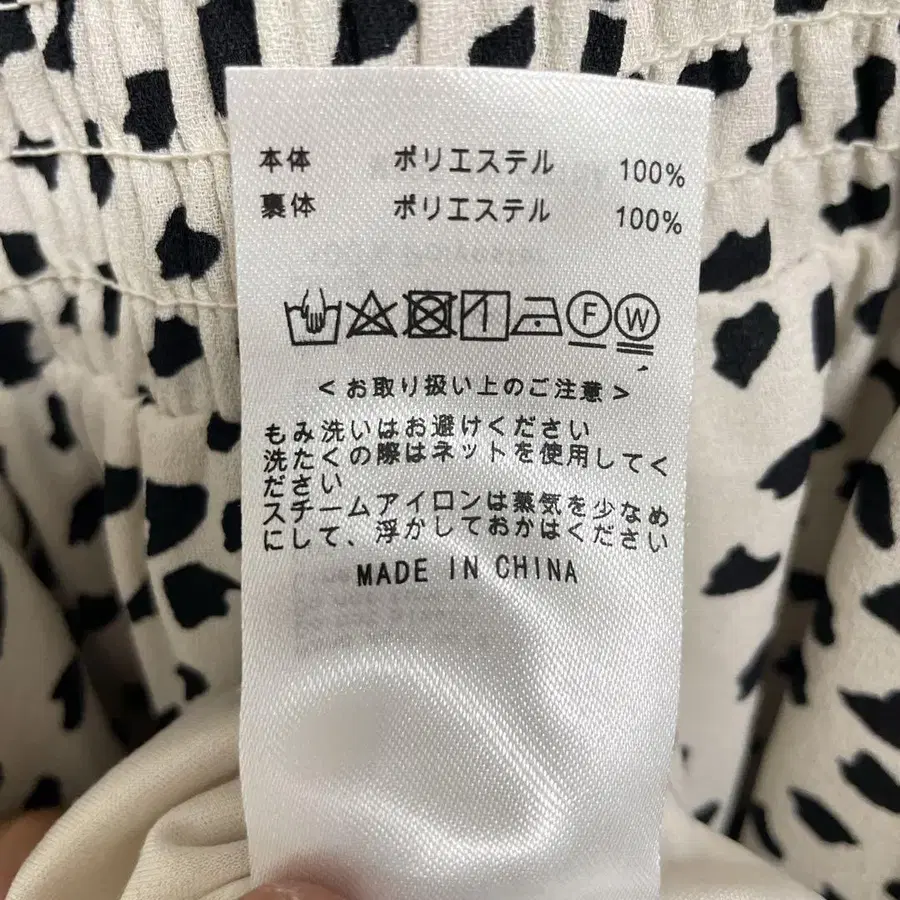 本体 ポリエステル 100%
裏体 ポリエステル 100%
F W
<お取り扱い上のご注意>
もみ洗いはお避けください
洗たくの際はネットを使用してく
ださい
スチームアイロンは蒸気を少なめ
にして、浮かしておかけください
MADE IN CHINA